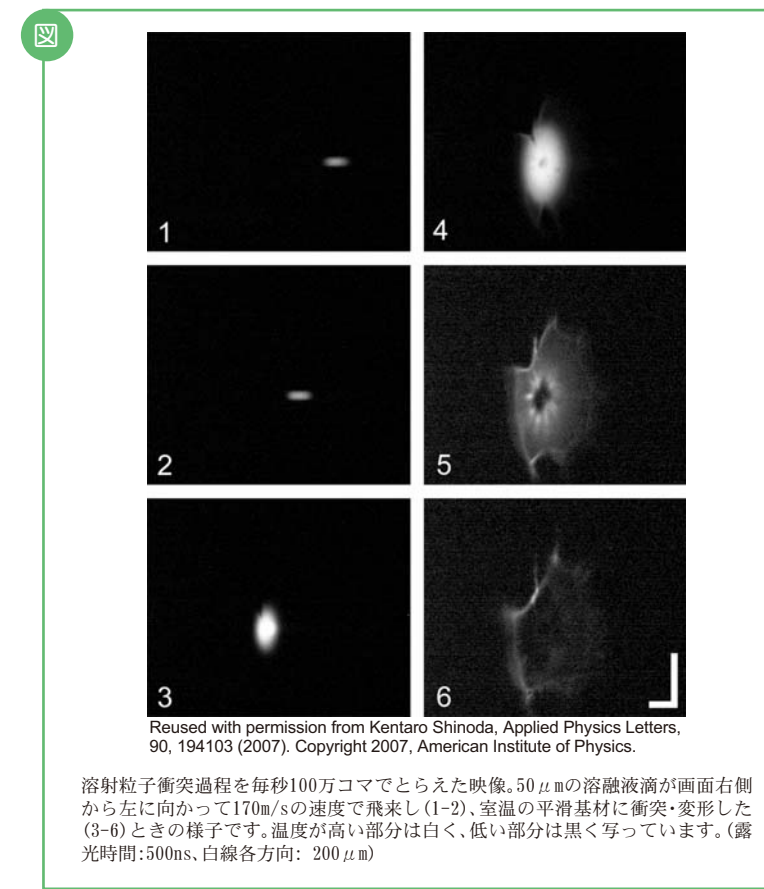 図
1
4
2
5
3
6
Reused with permission from Kentaro Shinoda, Applied Physics Letters,
90, 194103 (2007). Copyright 2007, American Institute of Physics.
溶射粒子衝突過程を毎秒100万コマでとらえた映像。50μmの溶融液滴が画面右側
から左に向かって170m/sの速度で飛来し(1-2)、室温の平滑基材に衝突・変形した
(3-6)ときの様子です。温度が高い部分は白く、低い部分は黒く写っています。(露
光時間:500ns、白線各方向: 200μm)